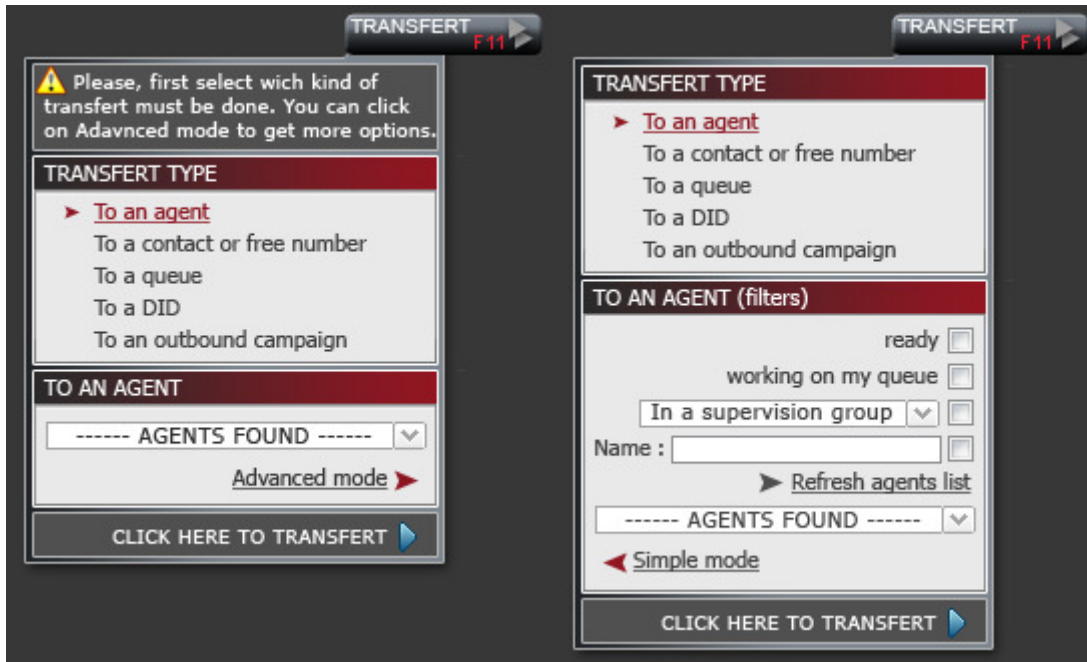 TRANSFERT
F11
Please, first select wich kind of
transfert must be done. You can click
on Adavnced mode to get more options.
TRANSFERT TYPE
To an agent
To a contact or free number
To a queue
To a DID
To an outbound campaign
TO AN AGENT
------ AGENTS FOUND ------
Advanced mode
CLICK HERE TO TRANSFERT
TRANSFERT
F11
TRANSFERT TYPE
To an agent
To a contact or free number
To a queue
To a DID
To an outbound campaign
TO AN AGENT (filters)
ready
working on my queue
In a supervision group
Name :
Refresh agents list
------ AGENTS FOUND ------
Simple mode
CLICK HERE TO TRANSFERT